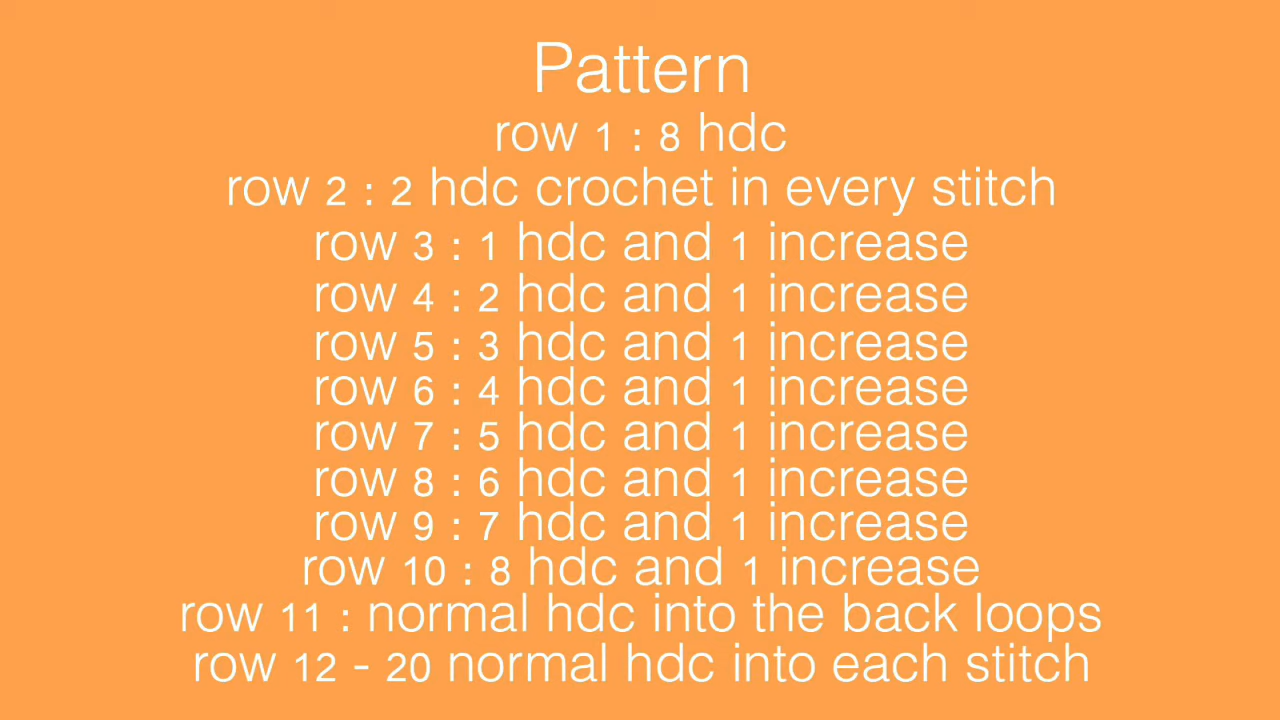 Pattern
row 1 : 8 hdc
row 2 : 2 hdc crochet in every stitch
row 3 : 1 hdc and 1 increase
row 4 : 2 hdc and 1 increase
row 5 : 3 hdc and 1 increase
row 6 : 4 hdc and 1 increase
row 7 : 5 hdc and 1 increase
row 8 : 6 hdc and 1 increase
row 9 : 7 hdc and 1 increase
row 10 : 8 hdc and 1 increase
row 11 : normal hdc into the back loops
row 12 - 20 normal hdc into each stitch